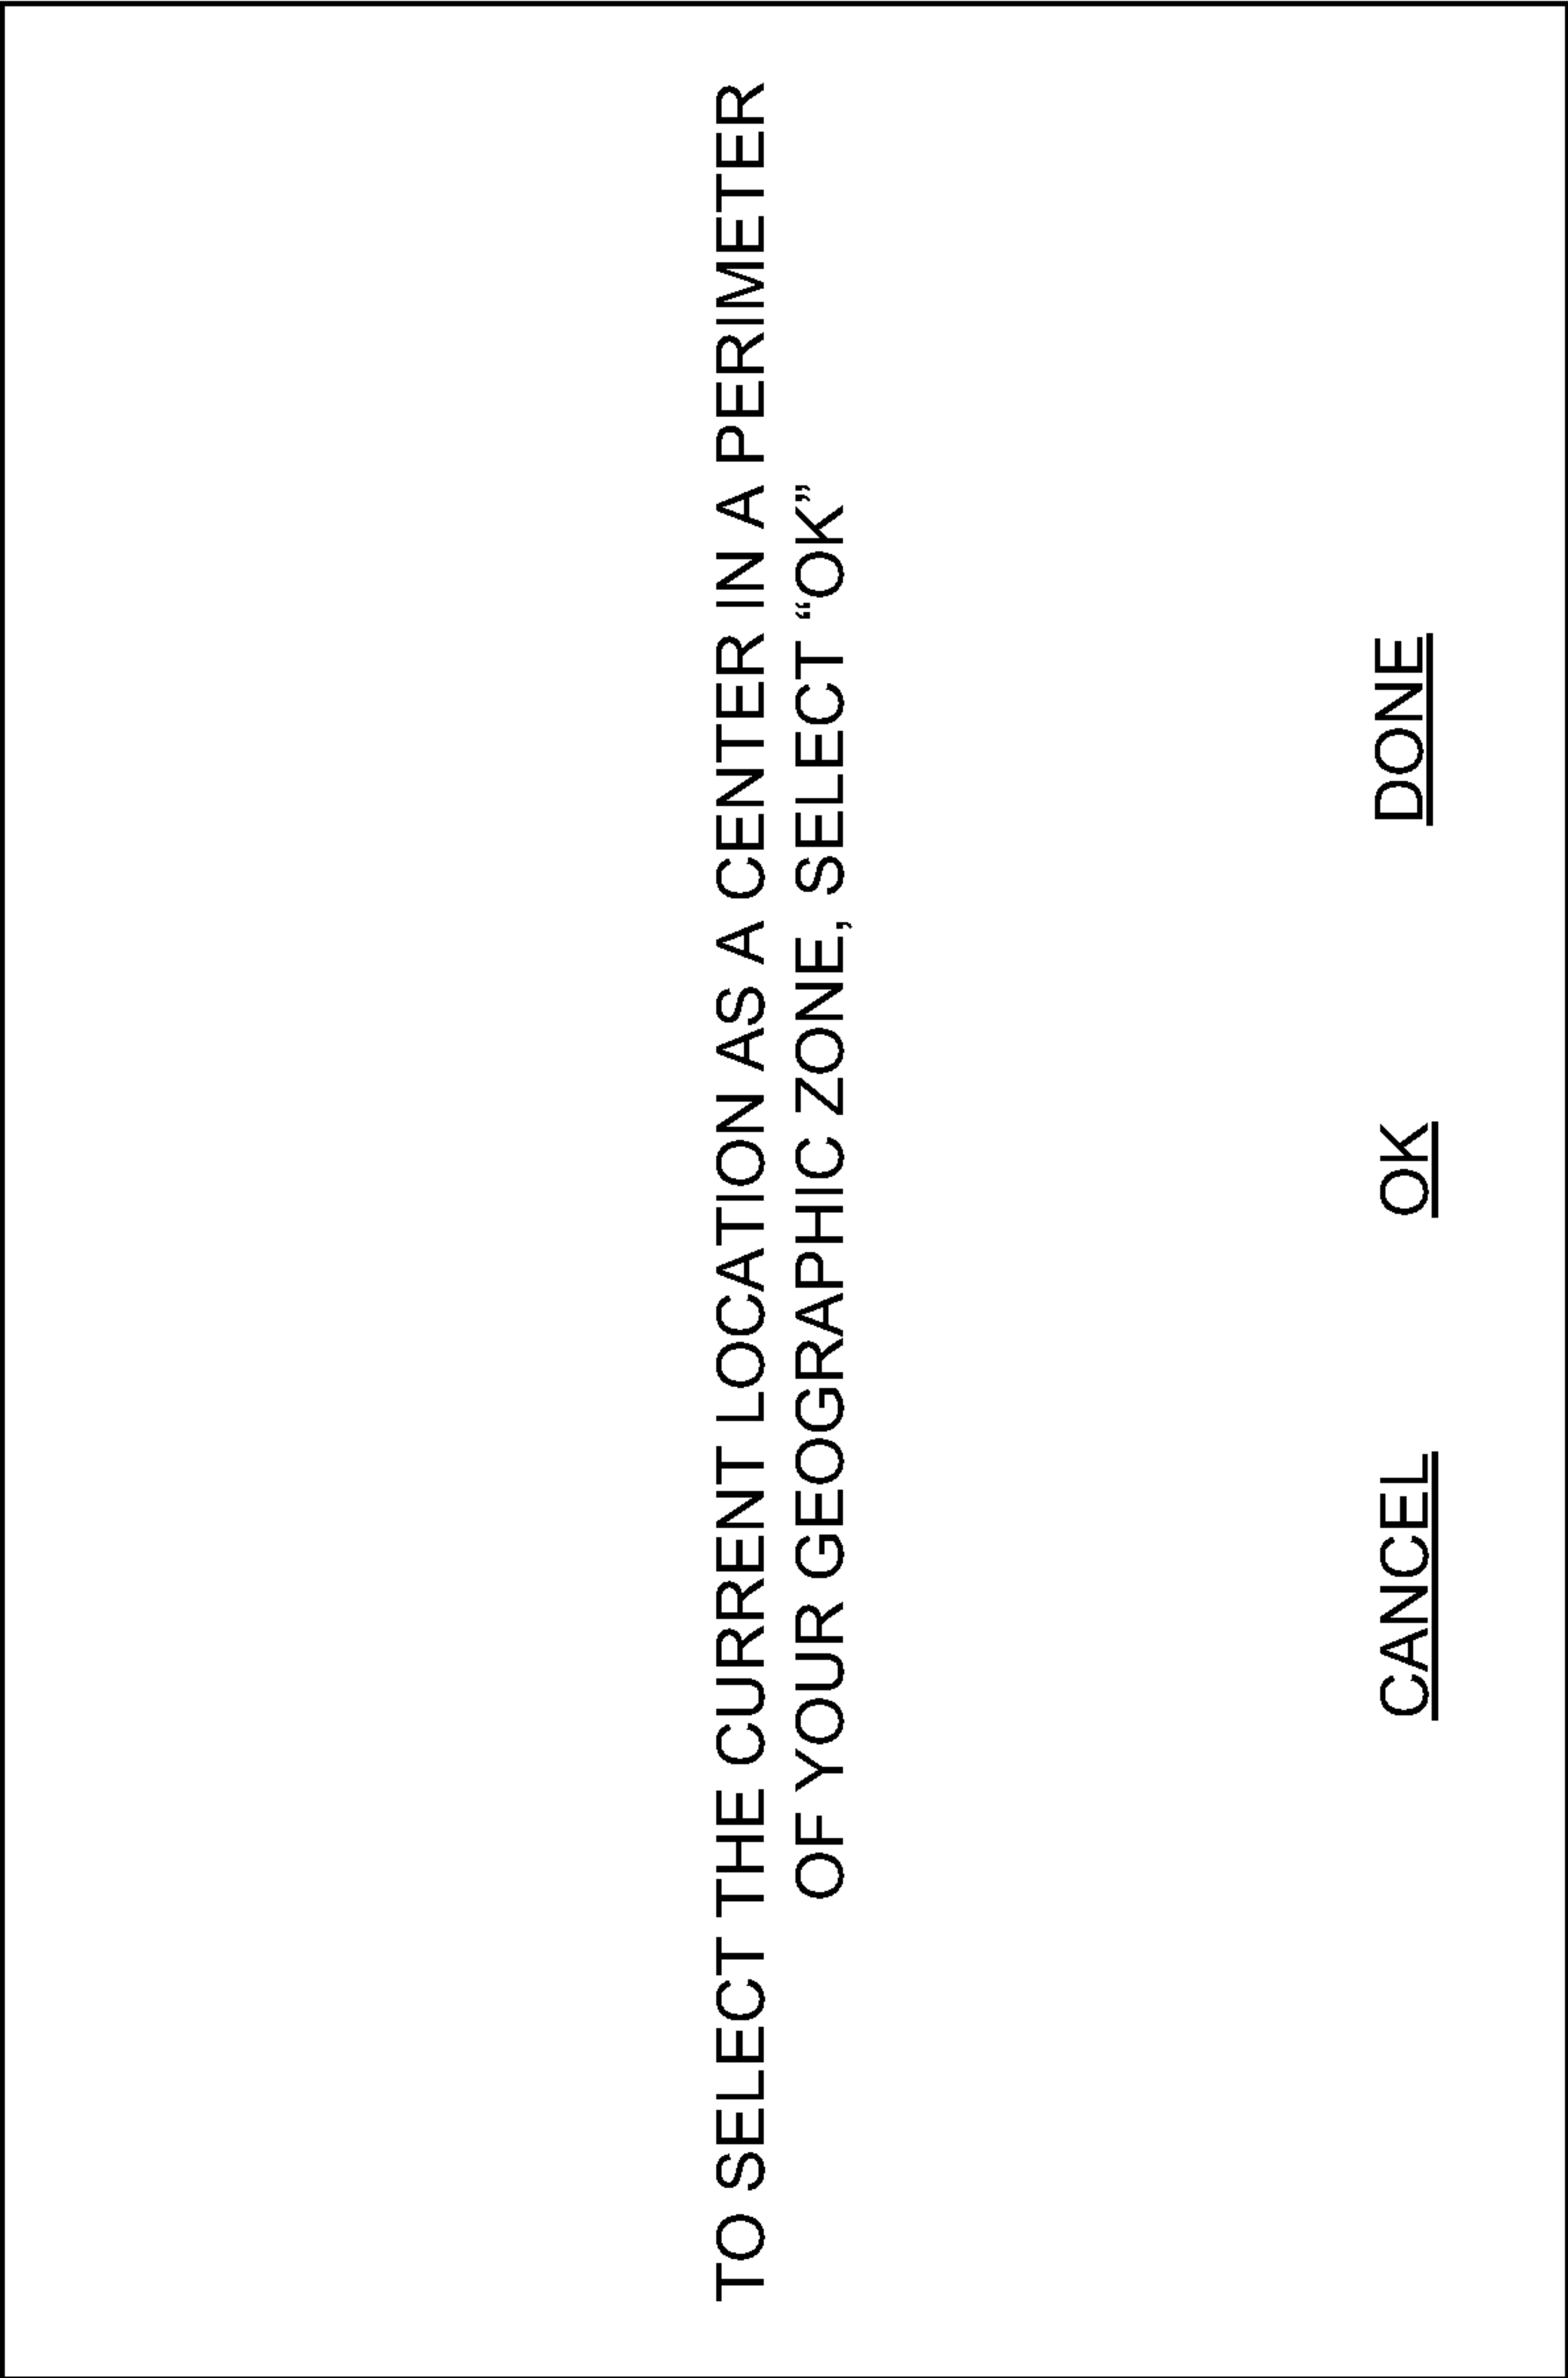 TO SELECT THE CURRENT LOCATION AS A CENTER IN A PERIMETER
OF YOUR GEOGRAPHIC ZONE, SELECT “OK”
CANCEL OK DONE